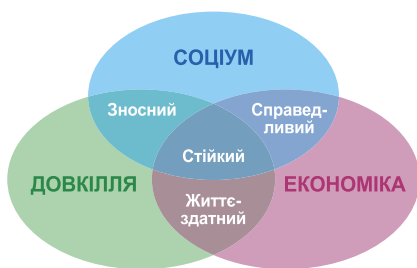 СОЦІУМ
Зносний
Справед-
ливий
Стійкий
ДОВКІЛЛЯ
ЕКОНОМІКА
Життє-
здатний